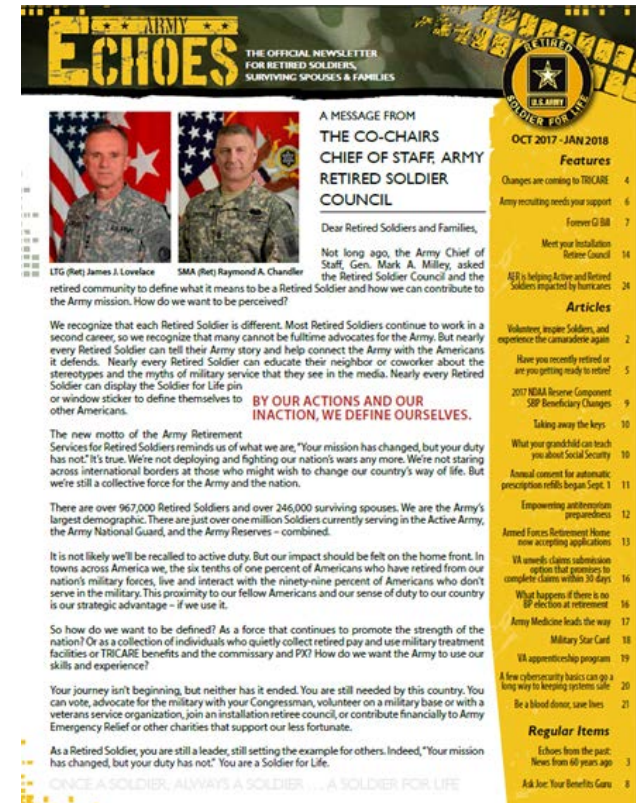 ARMY
ECHOES
THE OFFICIAL NEWSLETTER
FOR RETIRED SOLDIERS,
SURVIVING SPOUSES & FAMILIES
RETIRED
U.S. ARMY
SOLDIER FOR LIFE
A MESSAGE FROM
THE CO-CHAIRS
CHIEF OF STAFF, ARMY
RETIRED SOLDIER
COUNCIL
LTG (Ret) James J. Lovelace
SMA (Ret) Raymond A. Chandler
Dear Retired Soldiers and Families,
Not long ago, the Army Chief of
Staff, Gen. Mark A. Milley, asked
the Retired Soldier Council and the
retired community to define what it means to be a Retired Soldier and how we can contribute to
the Army mission. How do we want to be perceived?
We recognize that each Retired Soldier is different. Most Retired Soldiers continue to work in a
second career, so we recognize that many cannot be fulltime advocates for the Army. But nearly
every Retired Soldier can tell their Army story and help connect the Army with the Americans
it defends. Nearly every Retired Soldier can educate their neighbor or coworker about the
stereotypes and the myths of military service that they see in the media. Nearly every Retired
Soldier can display the Soldier for Life pin
or window sticker to define themselves to
other Americans.
BY OUR ACTIONS AND OUR
INACTION, WE DEFINE OURSELVES.
The new motto of the Army Retirement
Services for Retired Soldiers reminds us of what we are, "Your mission has changed, but your duty
has not." It's true. We're not deploying and fighting our nation's wars any more. We're not staring
across international borders at those who might wish to change our country's way of life. But
we're still a collective force for the Army and the nation.
There are over 967,000 Retired Soldiers and over 246,000 surviving spouses. We are the Army's
largest demographic. There are just over one million Soldiers currently serving in the Active Army,
the Army National Guard, and the Army Reserves – combined.
It is not likely we'll be recalled to active duty. But our impact should be felt on the home front. In
towns across America we, the six tenths of one percent of Americans who have retired from our
nation's military forces, live and interact with the ninety-nine percent of Americans who don't
serve in the military. This proximity to our fellow Americans and our sense of duty to our country
is our strategic advantage – if we use it.
So how do we want to be defined? As a force that continues to promote the strength of the
nation? Or as a collection of individuals who quietly collect retired pay and use military treatment
facilities or TRICARE benefits and the commissary and PX? How do we want the Army to use our
skills and experience?
Your journey isn't beginning, but neither has it ended. You are still needed by this country. You
can vote, advocate for the military with your Congressman, volunteer on a military base or with a
veterans service organization, join an installation retiree council, or contribute financially to Army
Emergency Relief or other charities that support our less fortunate.
As a Retired Soldier, you are still a leader, still setting the example for others. Indeed, "Your mission
has changed, but your duty has not." You are a Soldier for Life.
ONCE A SOLDIER, ALWAYS A SOLDIER . . . A SOLDIER FOR LIFE
OCT 2017 - JAN 2018
Features
Changes are coming to TRICARE 4
Army recruiting needs your support 6
Forever GI Bill 7
Meet your Installation
Retiree Council 14
AER is helping Active and Retired
Soldiers impacted by hurricanes 24
Articles
Volunteer, inspire Soldiers, and
experience the camaraderie again 2
Have you recently retired or
are you getting ready to retire? 5
2017 NDAA Reserve Component
SBP Beneficiary Changes 9
Taking away the keys 10
What your grandchild can teach
you about Social Security 10
Annual consent for automatic
prescription refills began Sept. 1 11
Empowering antiterrorism
preparedness 12
Armed Forces Retirement Home
now accepting applications 13
VA unveils claims submission
option that promises to
complete claims within 30 days 16
What happens if there is no
BP election at retirement 16
Army Medicine leads the way 17
Military Star Card 18
VA apprenticeship program 19
A few cybersecurity basics can go a
long way to keeping systems safe 20
Be a blood donor, save lives 21
Regular Items
Echoes from the past:
News from 60 years ago 3
Ask Joe: Your Benefits Guru 8